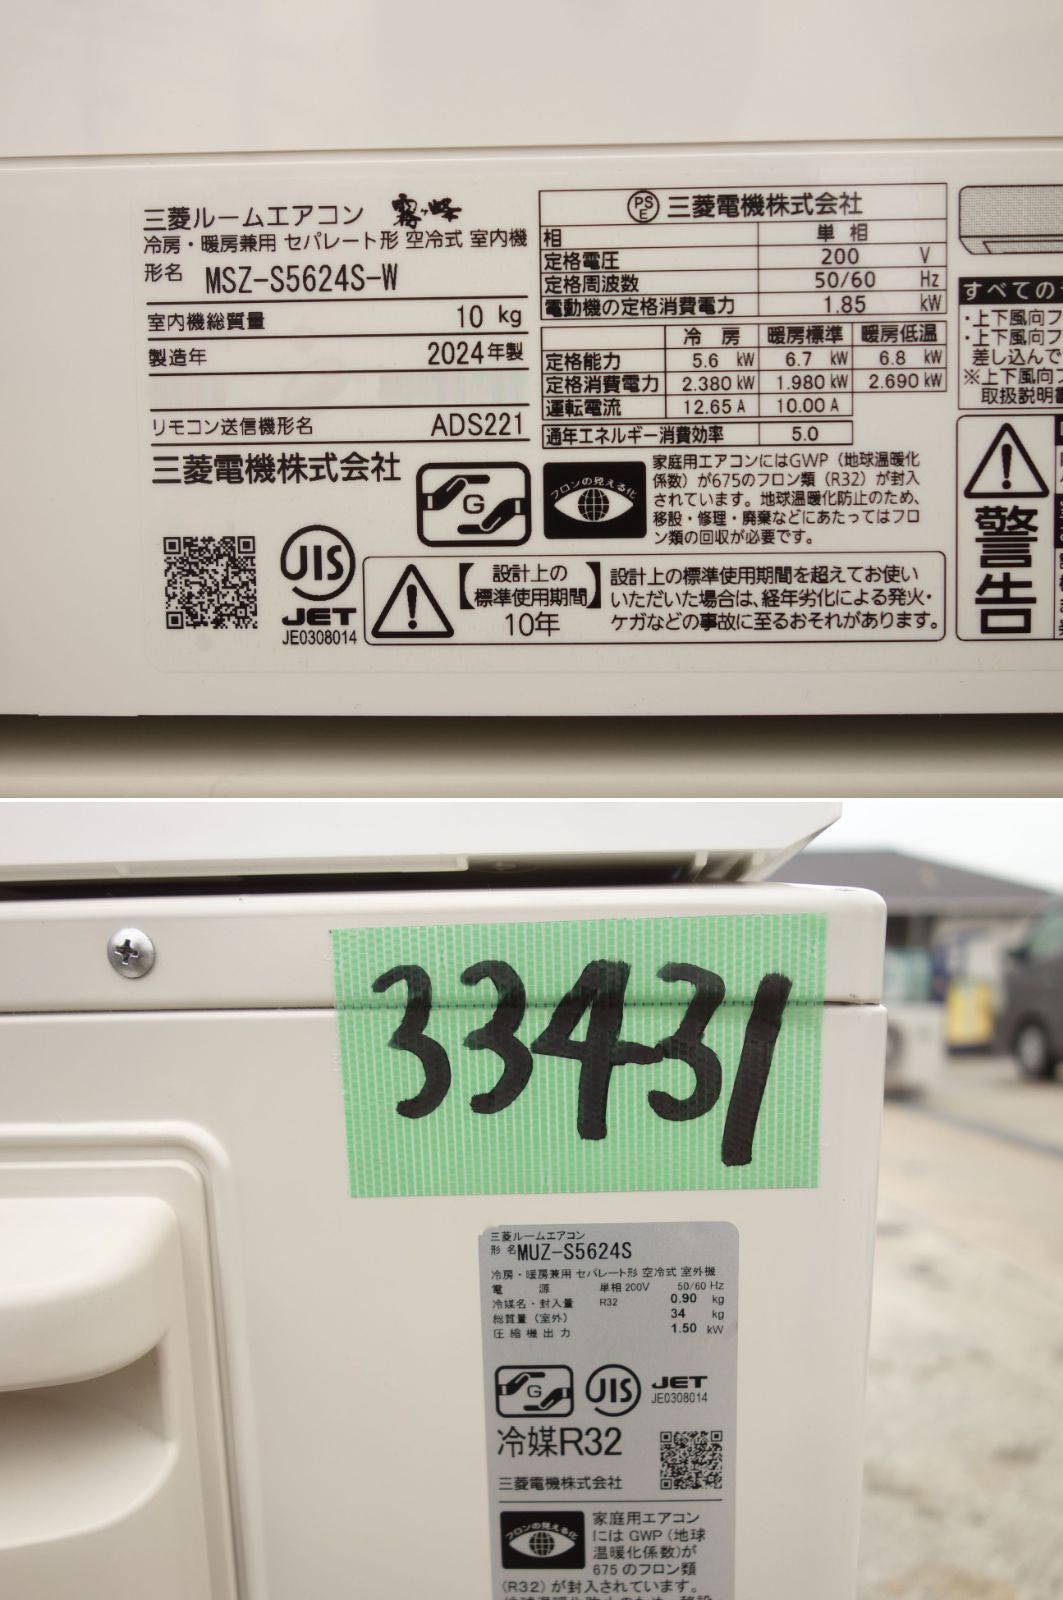 三菱ルームエアコン 霧ヶ峰
冷房・暖房兼用 セパレート形 空冷式 室内機
形名 MSZ-S5624S-W
室内機総質量 10 kg
製造年 2024年製
リモコン送信機形名 ADS221
三菱電機株式会社
G
JIS
JET
JE0308014
PSE 三菱電機株式会社
相 単相
定格電圧 200 V
定格周波数 50/60 Hz
電動機の定格消費電力 1.85 kW
冷房 暖房標準 暖房低温
定格能力 5.6 kW 6.7 kW 6.8 kW
定格消費電力 2.380 kW 1.980 kW 2.690 kW
運転電流 12.65 A 10.00 A
通年エネルギー消費効率 5.0
フロンの見える化
家庭用エアコンにはGWP（地球温暖化
係数）が675のフロン類（R32）が封入
されています。地球温暖化防止のため、
移設・修理・廃棄などにあたってはフロ
ン類の回収が必要です。
【設計上の
標準使用期間】
10年
設計上の標準使用期間を超えてお使い
いただいた場合は、経年劣化による発火・
ケガなどの事故に至るおそれがあります。
すべての
・上下風向フ
・上下風向フ
差し込んで
※上下風向フ
取扱説明書
警告
33431
三菱ルームエアコン
形名 MUZ-S5624S
冷房・暖房兼用 セパレート形 空冷式 室外機
電源 単相 200V 50/60 Hz
冷媒名・封入量 R32 0.90 kg
総質量（室外） 34 kg
圧縮機出力 1.50 kW
G
JIS
JET
JE0308014
冷媒R32
三菱電機株式会社
フロンの見える化
家庭用エアコン
にはGWP（地球
温暖化係数）が
675のフロン類
（R32）が封入されています。
地球温暖化防止のため、移設